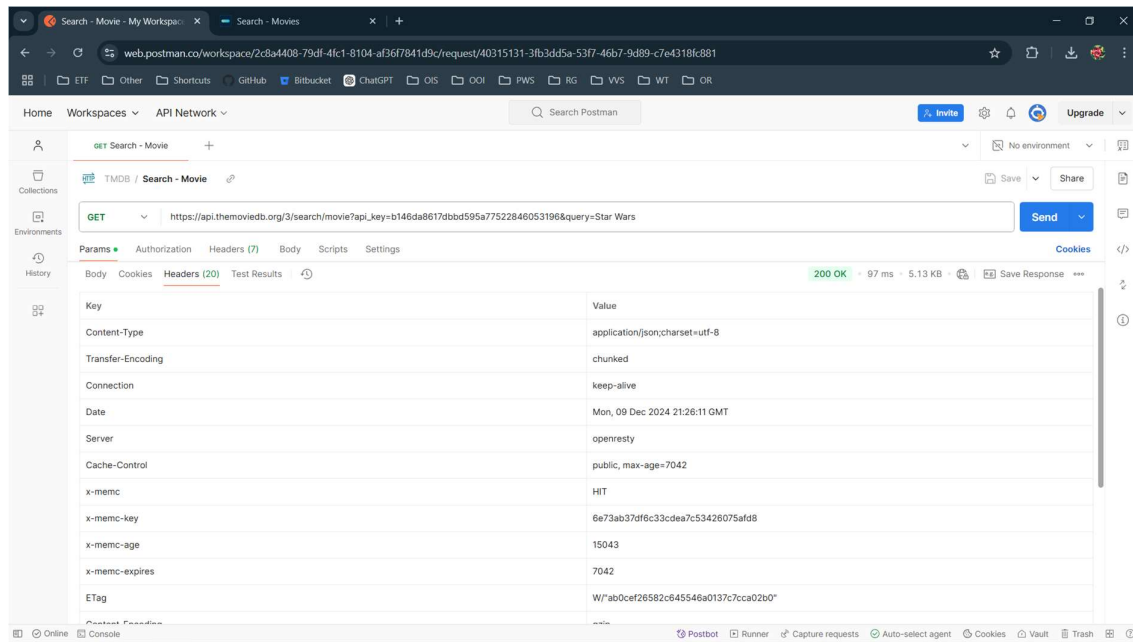 Search - Movie - My Workspac
Search - Movies
web.postman.co/workspace/2c8a4408-79df-4fc1-8104-af36f7841d9c/request/40315131-3fb3dd5a-53f7-46b7-9d89-c7e4318fc881
ETF Other Shortcuts GitHub Bitbucket ChatGPT OIS OOI PWS RG VVS WT OR
Home Workspaces API Network Search Postman Invite Upgrade
GET Search - Movie No environment
Collections
HTTP TMDB / Search - Movie Save Share
GET https://api.themoviedb.org/3/search/movie?api_key=b146da8617dbbd595a77522846053196&query=Star Wars Send
Environments
Params Authorization Headers (7) Body Scripts Settings Cookies
History
Body Cookies Headers (20) Test Results 200 OK 97 ms 5.13 KB Save Response
Key Value
Content-Type application/json;charset=utf-8
Transfer-Encoding chunked
Connection keep-alive
Date Mon, 09 Dec 2024 21:26:11 GMT
Server openresty
Cache-Control public, max-age=7042
x-memc HIT
x-memc-key 6e73ab37df6c33cdea7c53426075afd8
x-memc-age 15043
x-memc-expires 7042
ETag W/"ab0cef26582c645546a0137c7cca02b0"
Content-Encoding gzip
Online Console Postbot Runner Capture requests Auto-select agent Cookies Vault Trash